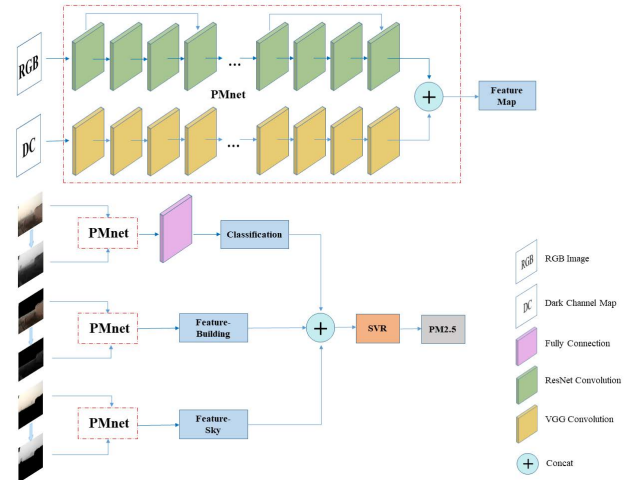 RGB
...
...
PMnet
Feature
Map
DC
...
...
PMnet
Classification
PMnet
Feature-
Building
SVR
PM2.5
PMnet
Feature-
Sky
RGB
RGB Image
DC
Dark Channel Map
Fully Connection
ResNet Convolution
VGG Convolution
Concat